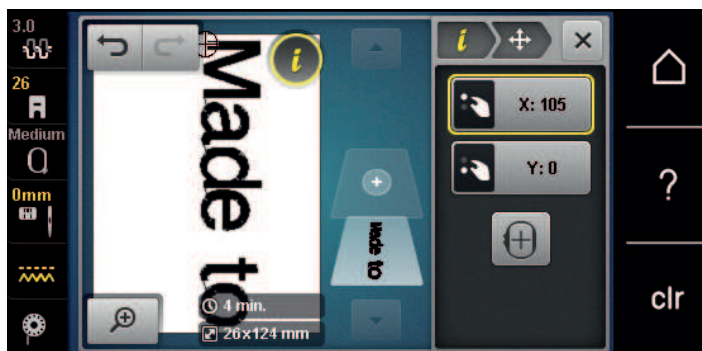 3.0
26
Medium
0mm
Made to
i
4 min.
26x124 mm
Made to
i
X: 105
Y: 0
?
clr